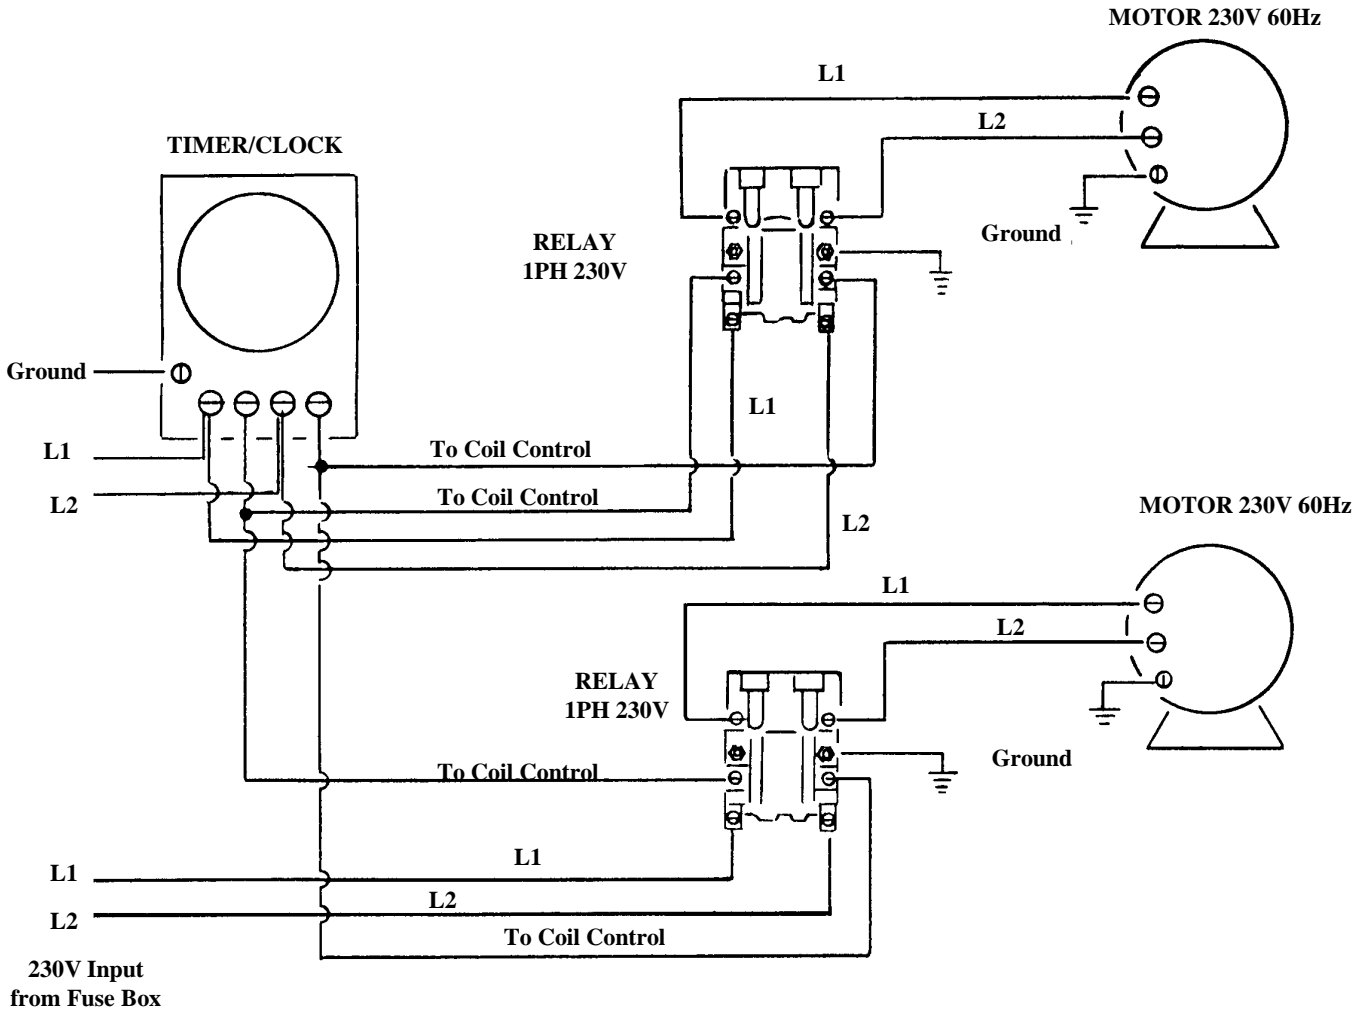 MOTOR 230V 60Hz
L1
L2
TIMER/CLOCK
Ground
RELAY
1PH 230V
Ground
L1
L1
To Coil Control
L2
To Coil Control
L2
MOTOR 230V 60Hz
L1
L2
RELAY
1PH 230V
Ground
To Coil Control
L1
L1
L2
L2
To Coil Control
230V Input
from Fuse Box